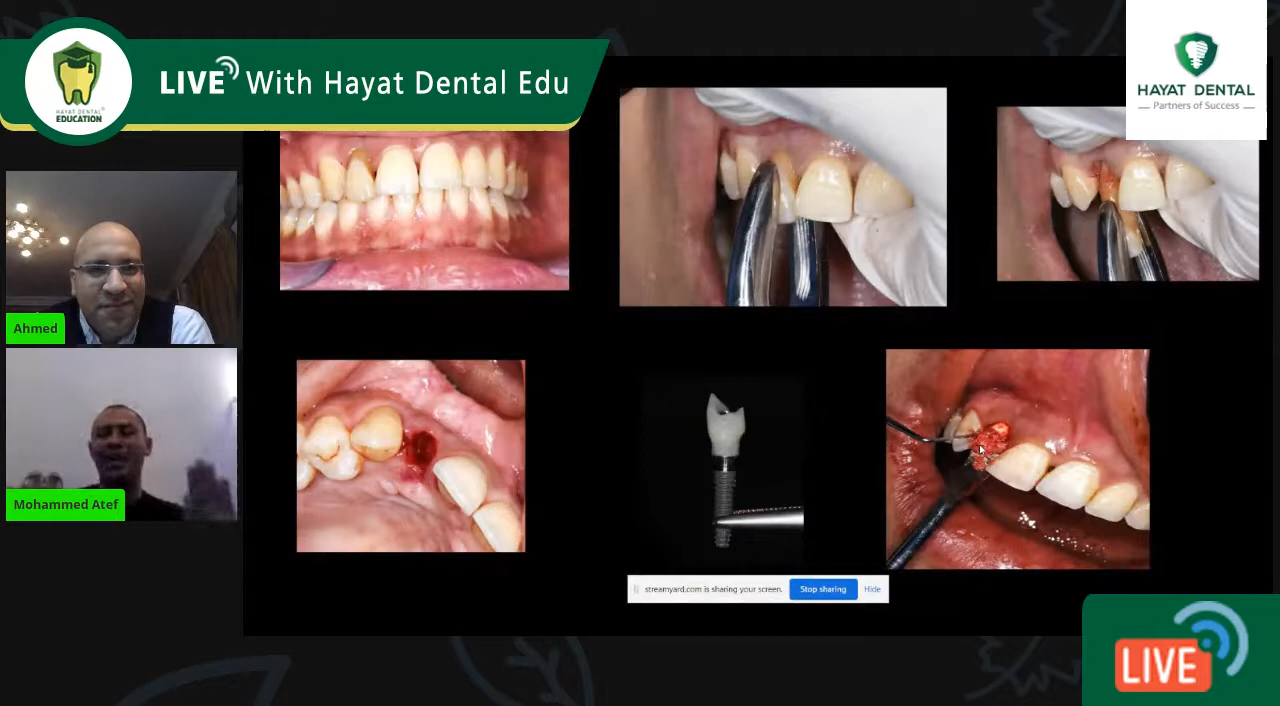 LIVE With Hayat Dental Edu
HAYAT DENTAL
EDUCATION
HAYAT DENTAL
Partners of Success
Ahmed
Mohammed Atef
streamyard.com is sharing your screen.
Stop sharing
Hide
LIVE